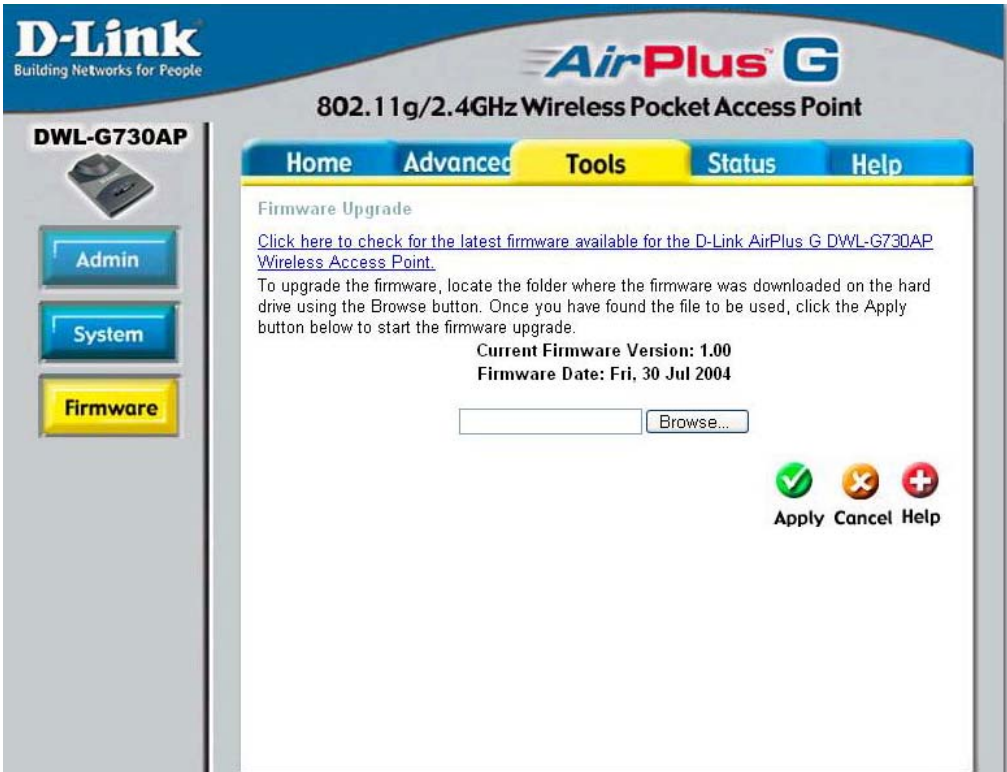 D-Link
Building Networks for People
AirPlus™ G
802.11g/2.4GHz Wireless Pocket Access Point
DWL-G730AP
Home Advanced Tools Status Help
Admin
System
Firmware
Firmware Upgrade
Click here to check for the latest firmware available for the D-Link AirPlus G DWL-G730AP
Wireless Access Point.
To upgrade the firmware, locate the folder where the firmware was downloaded on the hard
drive using the Browse button. Once you have found the file to be used, click the Apply
button below to start the firmware upgrade.
Current Firmware Version: 1.00
Firmware Date: Fri, 30 Jul 2004
Browse...
Apply Cancel Help